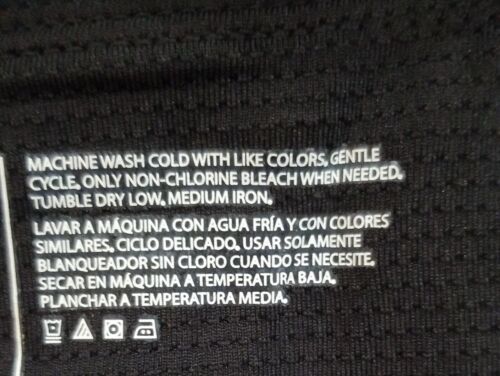 MACHINE WASH COLD WITH LIKE COLORS, GENTLE
CYCLE, ONLY NON-CHLORINE BLEACH WHEN NEEDED,
TUMBLE DRY LOW, MEDIUM IRON.
LAVAR A MÁQUINA CON AGUA FRÍA Y CON COLORES
SIMILARES, CICLO DELICADO, USAR SOLAMENTE
BLANQUEADOR SIN CLORO CUANDO SE NECESITE,
SECAR EN MÁQUINA A TEMPERATURA BAJA,
PLANCHAR A TEMPERATURA MEDIA.